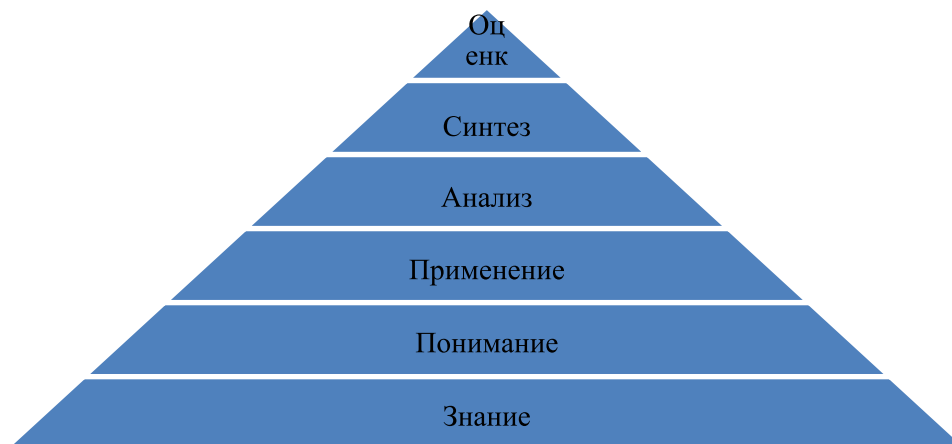 Оц
енк
Синтез
Анализ
Применение
Понимание
Знание